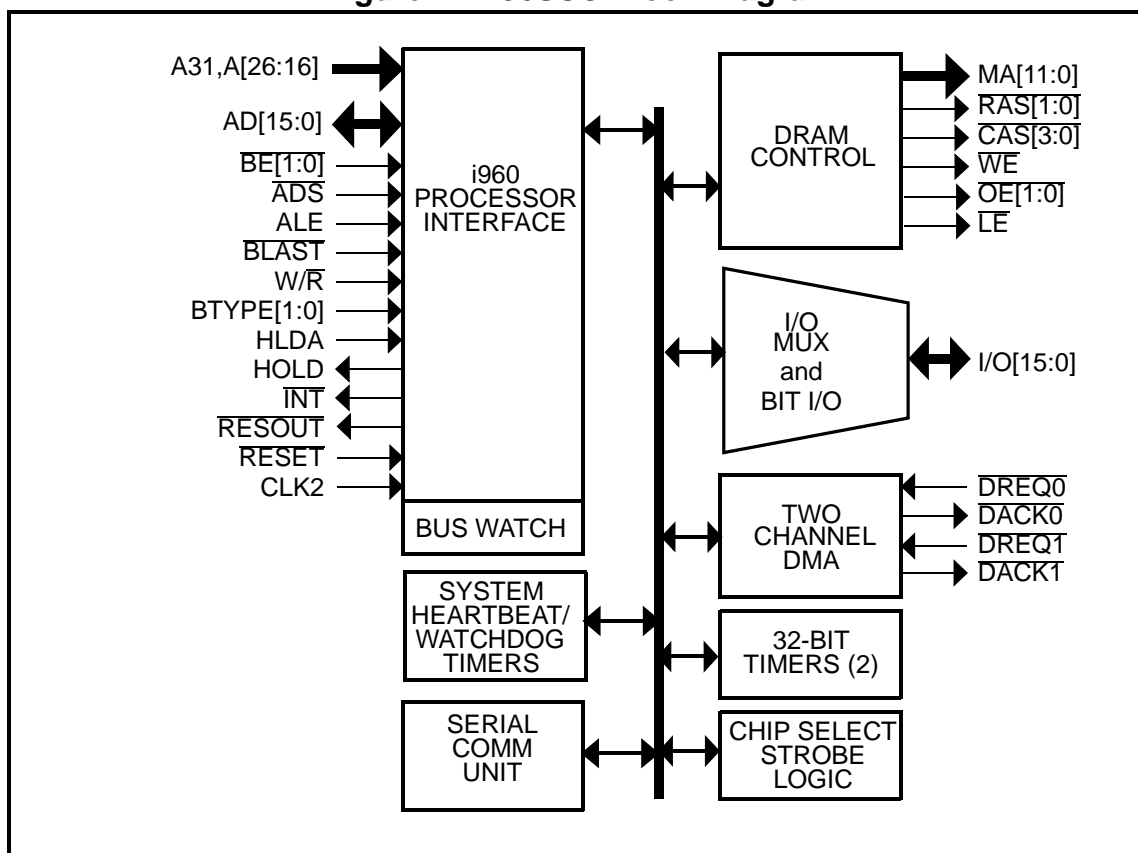 A31,A[26:16]
AD[15:0]
BE[1:0]
ADS
ALE
BLAST
W/R
BTYPE[1:0]
HLDA
HOLD
INT
RESOUT
RESET
CLK2
i960
PROCESSOR
INTERFACE
BUS WATCH
SYSTEM
HEARTBEAT/
WATCHDOG
TIMERS
SERIAL
COMM
UNIT
DRAM
CONTROL
MA[11:0]
RAS[1:0]
CAS[3:0]
WE
OE[1:0]
LE
I/O
MUX
and
BIT I/O
I/O[15:0]
TWO
CHANNEL
DMA
DREQ0
DACK0
DREQ1
DACK1
32-BIT
TIMERS (2)
CHIP SELECT
STROBE
LOGIC